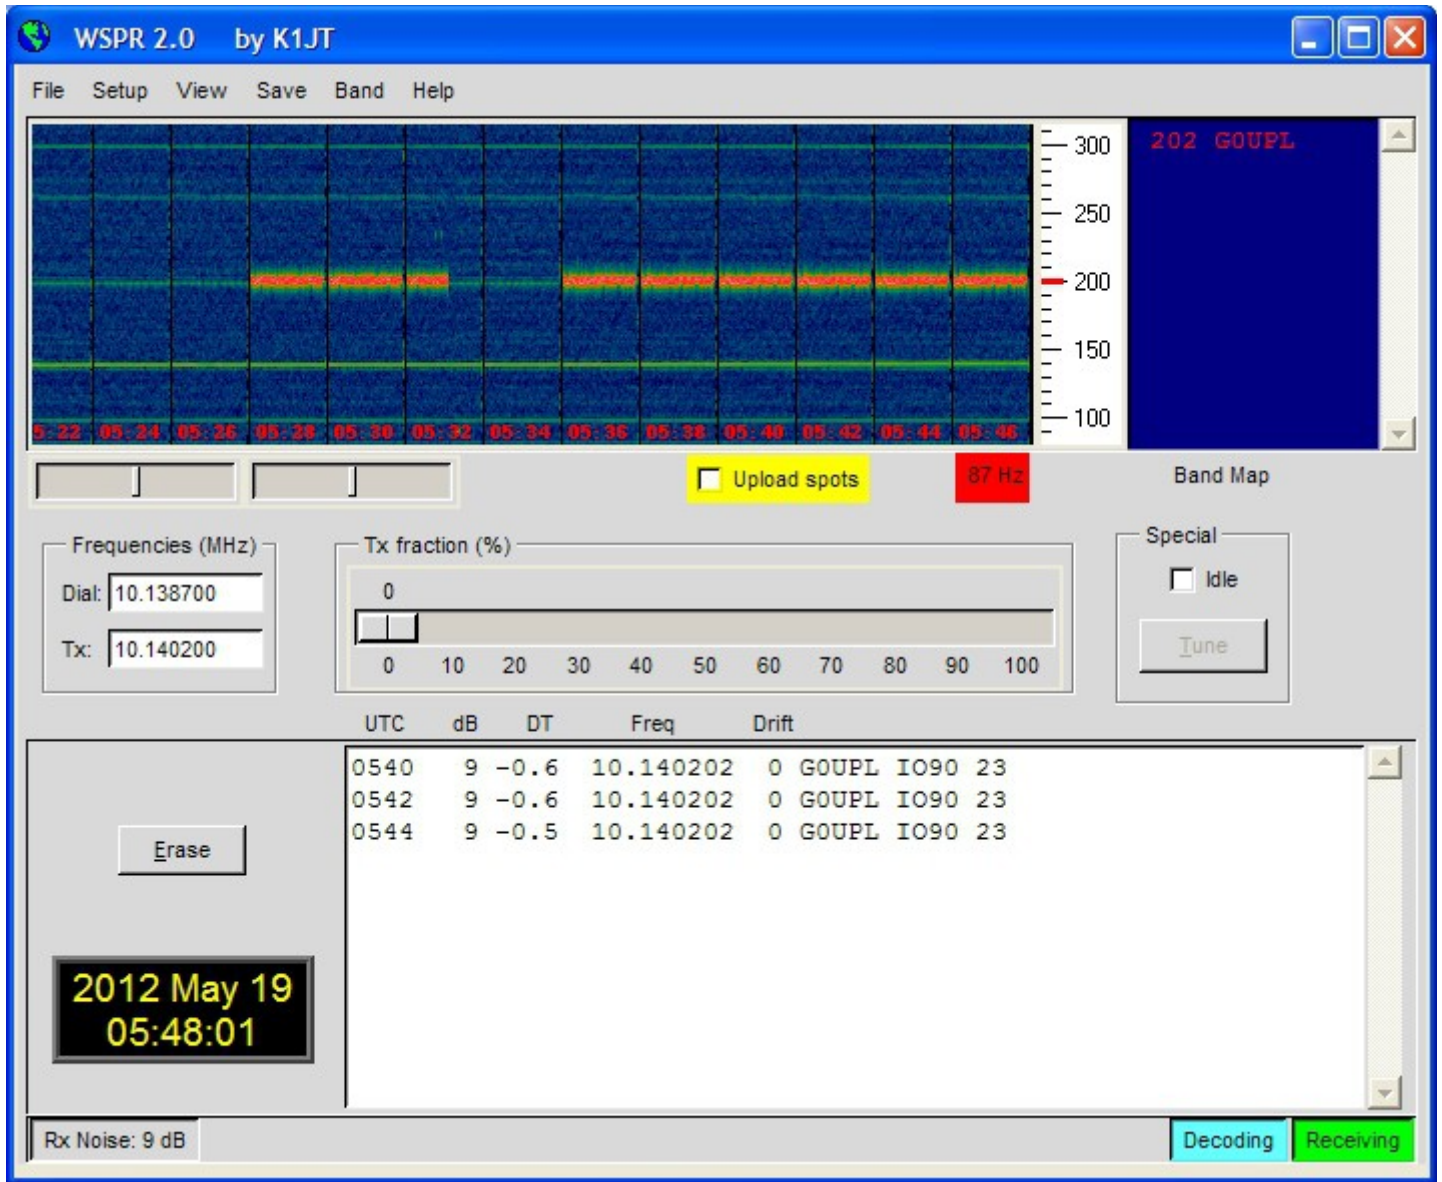 WSPR 2.0 by K1JT
File Setup View Save Band Help
300
250
200
150
100
202 G0UPL
5:22 05:24 05:26 05:28 05:30 05:32 05:34 05:36 05:38 05:40 05:42 05:44 05:46
Upload spots
87 Hz
Band Map
Frequencies (MHz)
Dial: 10.138700
Tx: 10.140200
Tx fraction (%)
0
0 10 20 30 40 50 60 70 80 90 100
Special
Idle
Tune
UTC dB DT Freq Drift
0540 9 -0.6 10.140202 0 G0UPL IO90 23
0542 9 -0.6 10.140202 0 G0UPL IO90 23
0544 9 -0.5 10.140202 0 G0UPL IO90 23
Erase
2012 May 19
05:48:01
Rx Noise: 9 dB
Decoding
Receiving